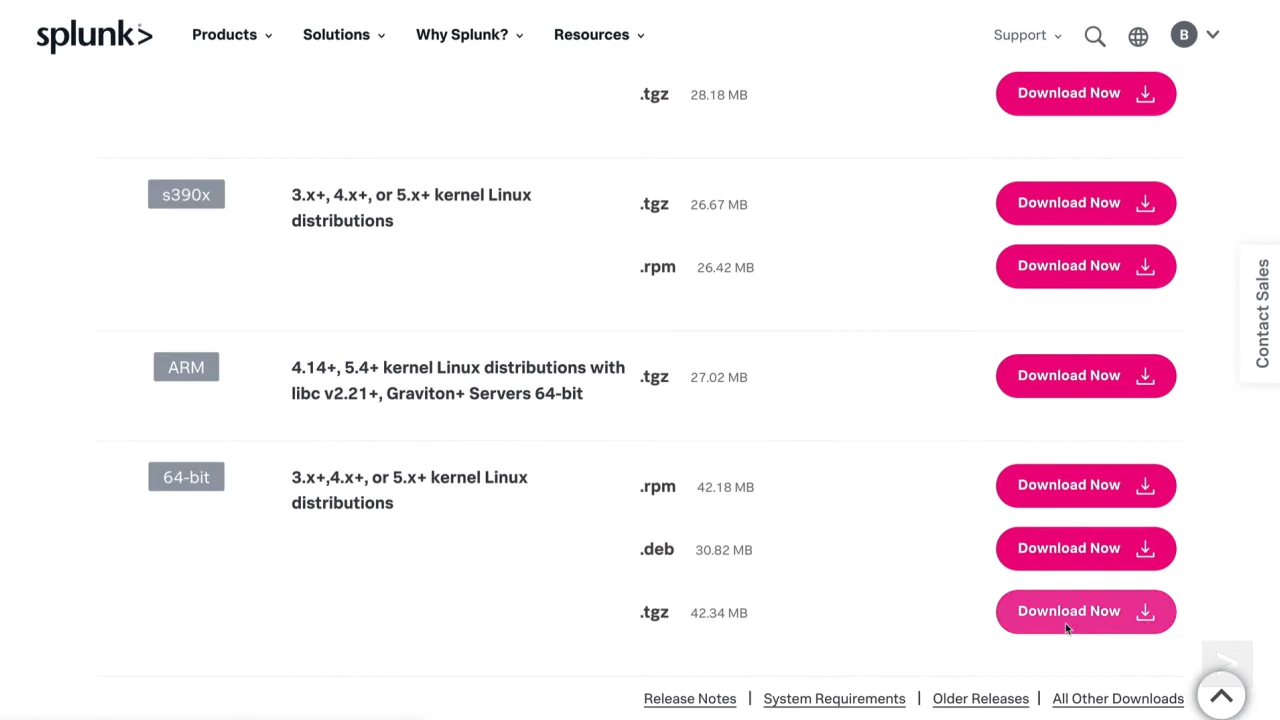 splunk>
Products
Solutions
Why Splunk?
Resources
Support
B
.tgz 28.18 MB
Download Now
s390x
3.x+, 4.x+, or 5.x+ kernel Linux
distributions
.tgz 26.67 MB
Download Now
.rpm 26.42 MB
Download Now
Contact Sales
ARM
4.14+, 5.4+ kernel Linux distributions with
libc v2.21+, Graviton+ Servers 64-bit
.tgz 27.02 MB
Download Now
64-bit
3.x+,4.x+, or 5.x+ kernel Linux
distributions
.rpm 42.18 MB
Download Now
.deb 30.82 MB
Download Now
.tgz 42.34 MB
Download Now
Release Notes | System Requirements | Older Releases | All Other Downloads